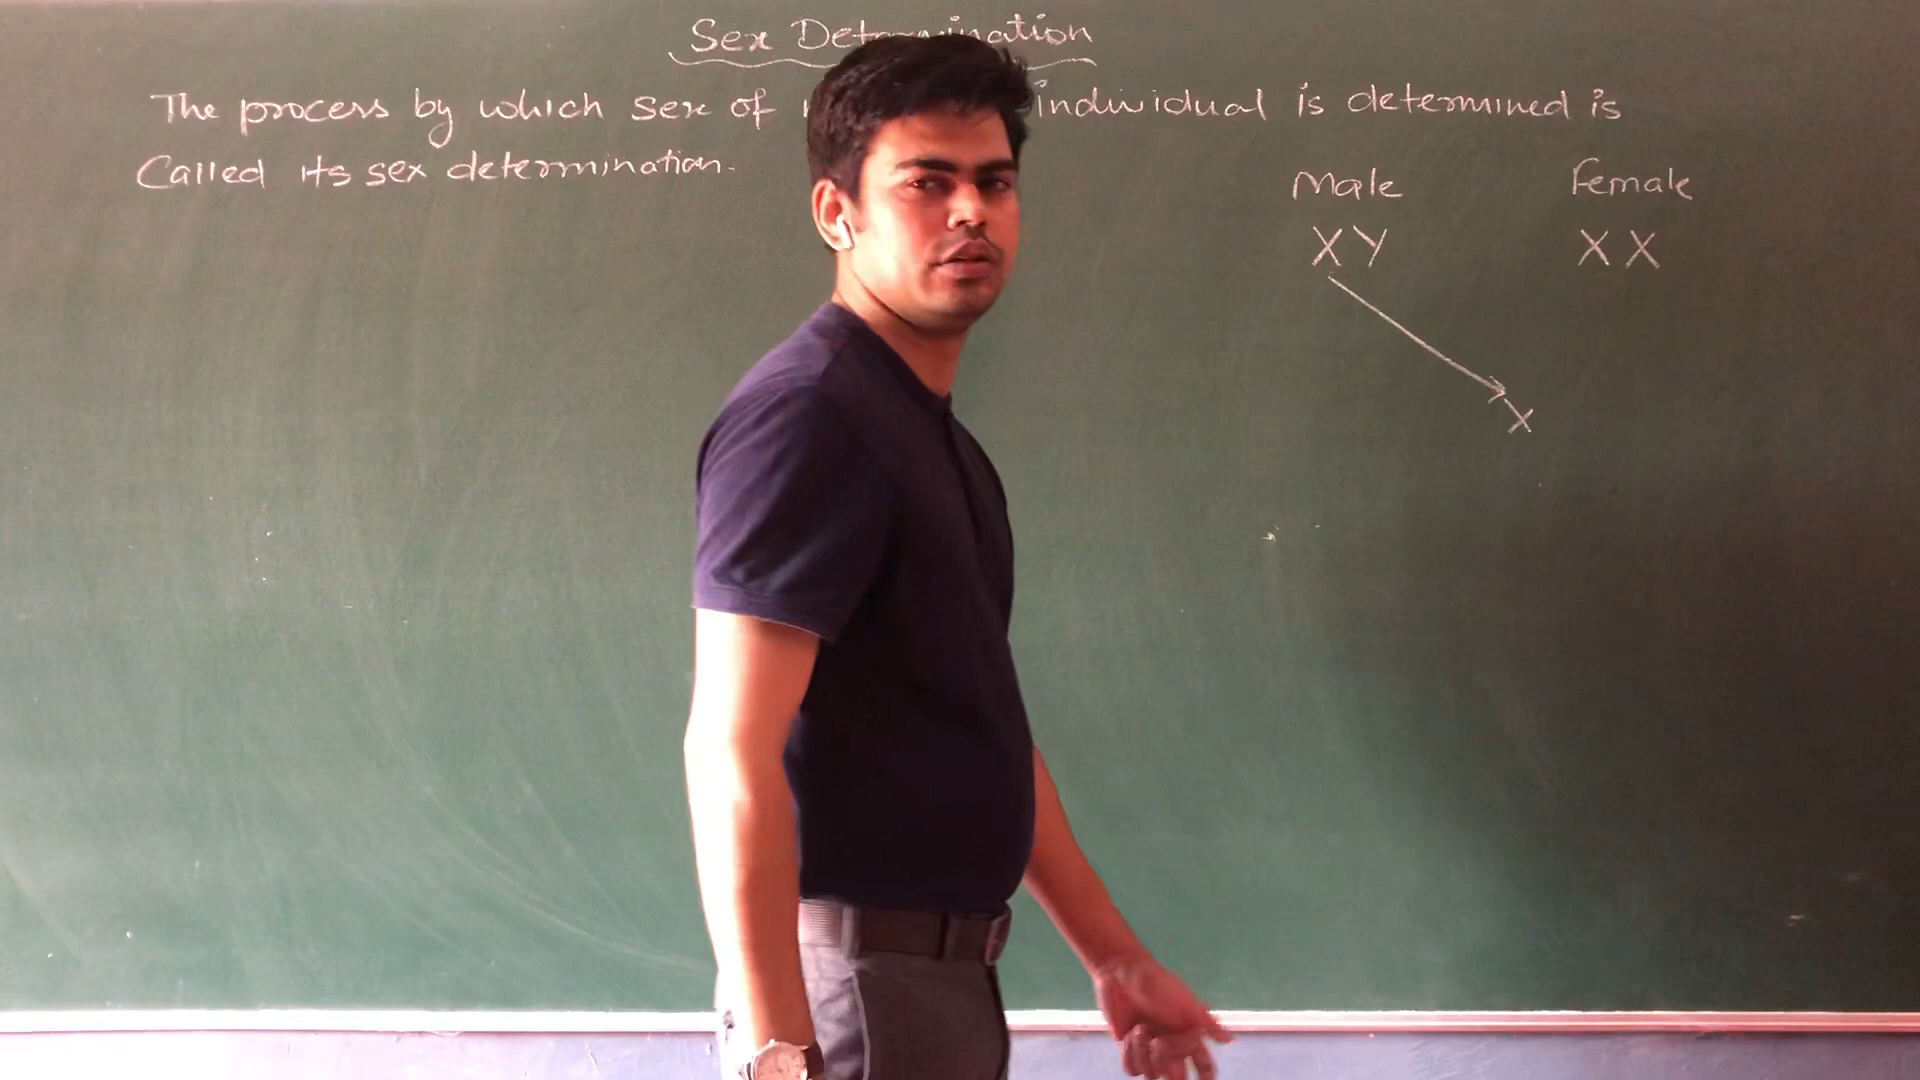 Sex Determination
The process by which sex of individual is determined is
Called its sex determination.
Male Female
XY XX
X